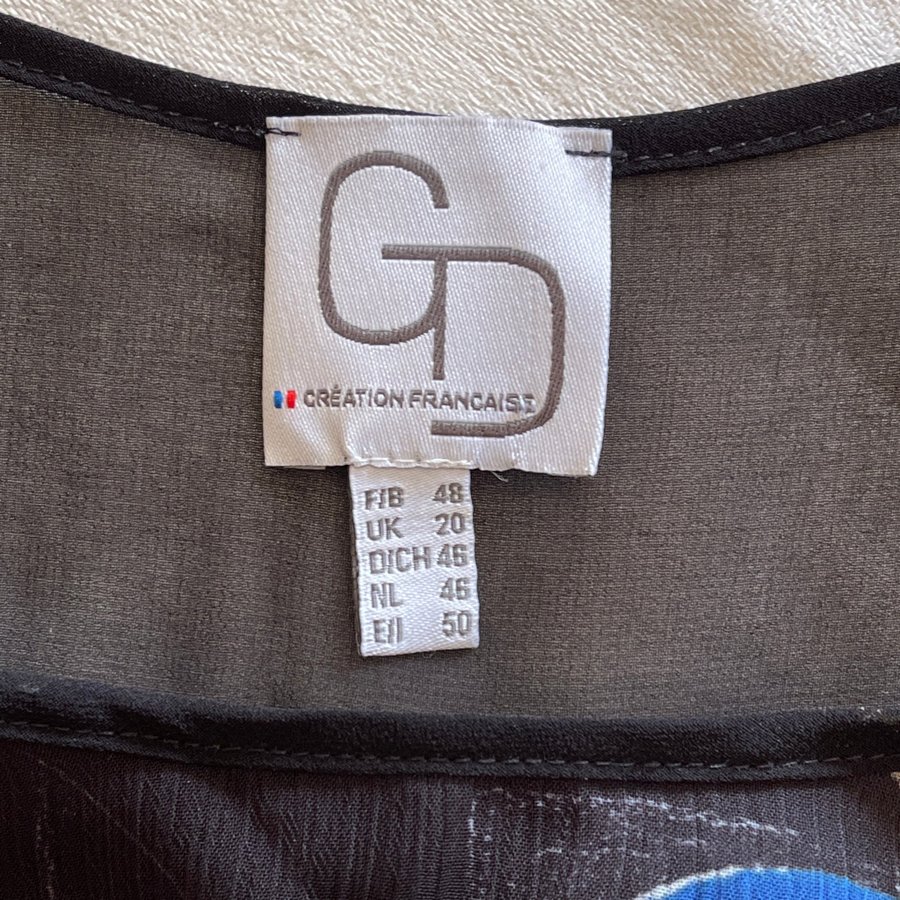 GD
CRÉATION FRANCAISE
F/B 48
UK 20
D/CH 46
NL 46
E/I 50